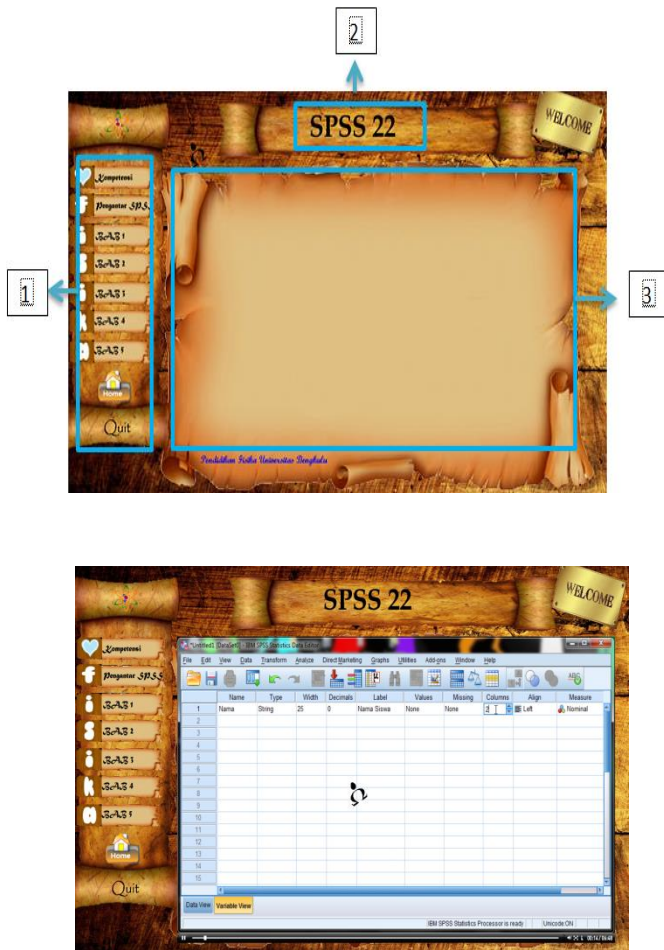 2
SPSS 22
WELCOME
Kompetensi
Pengantar SPSS
BAB 1
BAB 2
BAB 3
BAB 4
BAB 5
Home
Quit
1
3
Pendidikan Fisika Universitas Bengkulu
SPSS 22
WELCOME
Kompetensi
Pengantar SPSS
BAB 1
BAB 2
BAB 3
BAB 4
BAB 5
Home
Quit
*Untitled1 [DataSet0] - IBM SPSS Statistics Data Editor
File Edit View Data Transform Analyze Direct Marketing Graphs Utilities Add-ons Window Help
Name Type Width Decimals Label Values Missing Columns Align Measure
1 Nama String 25 0 Nama Siswa None None 2 Left Nominal
2
3
4
5
6
7
8
9
10
11
12
13
14
15
Data View Variable View
IBM SPSS Statistics Processor is ready Unicode:ON
00:14 / 06:48